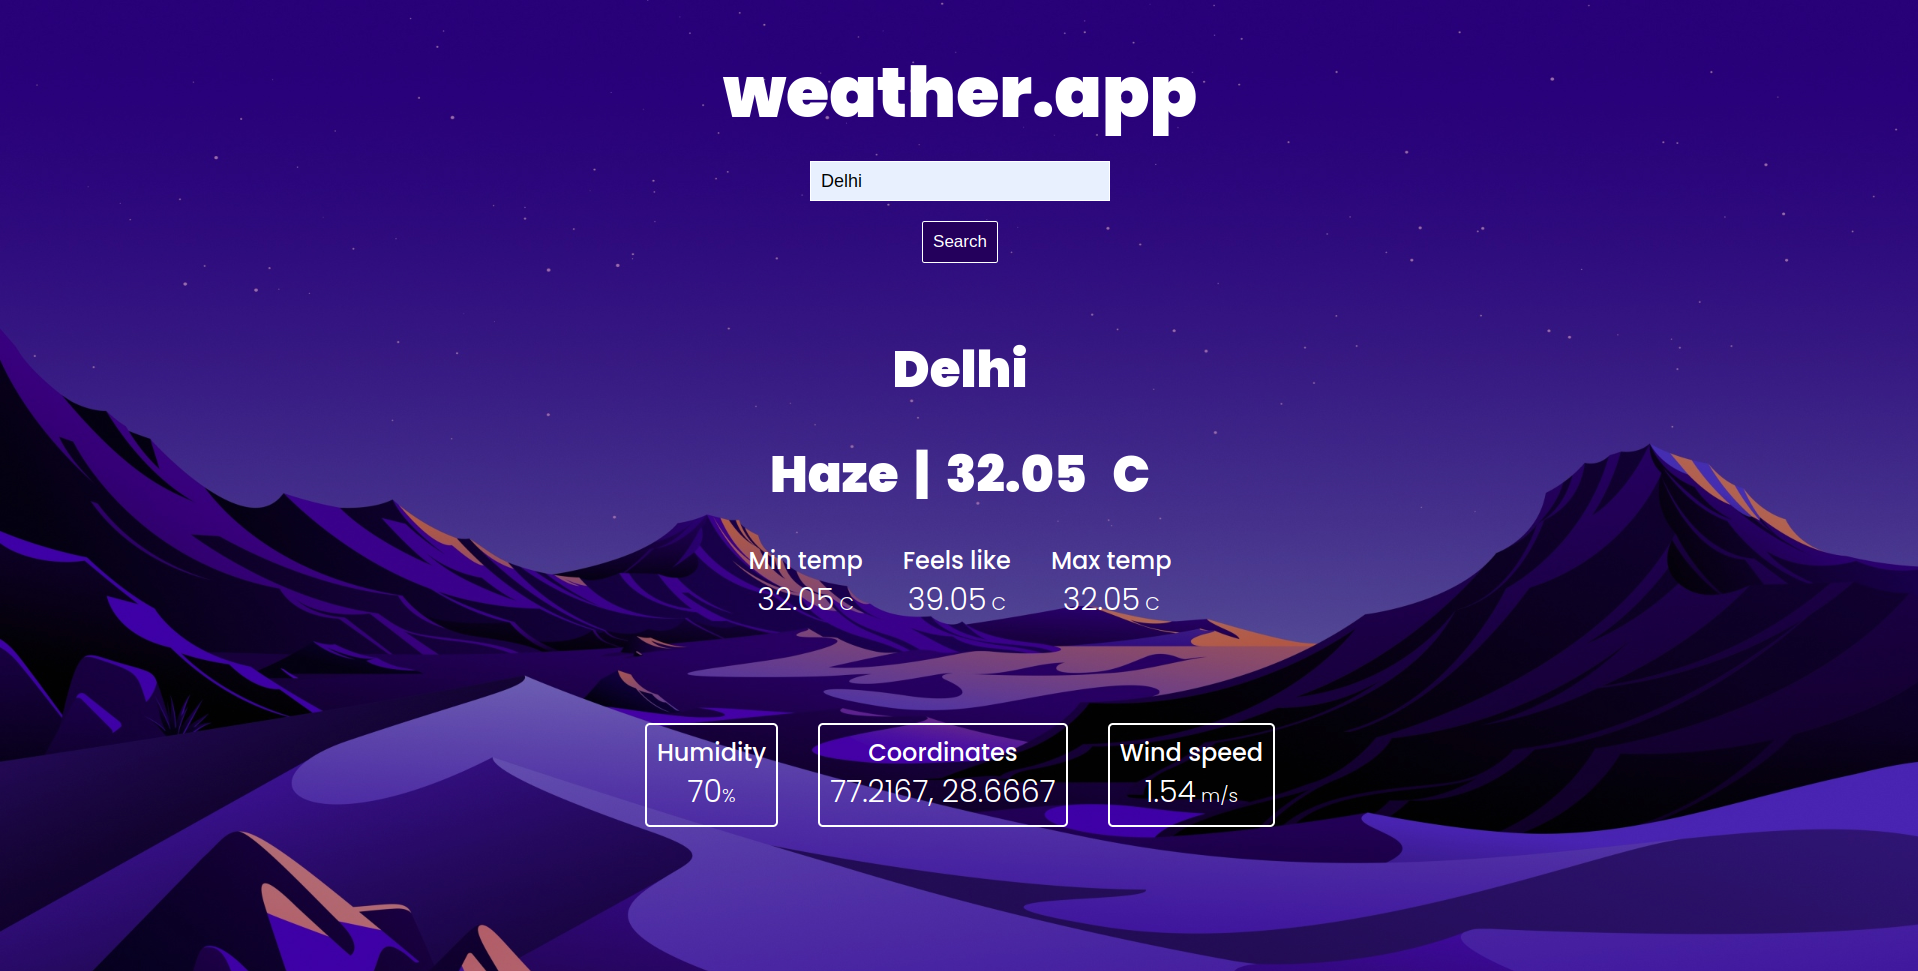 weather.app
Delhi
Search
Delhi
Haze | 32.05 C
Min temp Feels like Max temp
32.05 C 39.05 C 32.05 C
Humidity Coordinates Wind speed
70% 77.2167, 28.6667 1.54 m/s